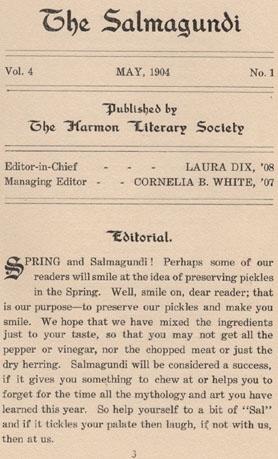 The Salmagundi
Vol. 4 MAY, 1904 No. 1
Published by
The Harmon Literary Society
Editor-in-Chief - - - LAURA DIX, '08
Managing Editor - - CORNELIA B. WHITE, '07
Editorial.
SPRING and Salmagundi! Perhaps some of our
readers will smile at the idea of preserving pickles
in the Spring. Well, smile on, dear reader; that
is our purpose—to preserve our pickles and make you
smile. We hope that we have mixed the ingredients
just to your taste, so that you may not get all the
pepper or vinegar, nor the chopped meat or just the
dry herring. Salmagundi will be considered a success,
if it gives you something to chew at or helps you to
forget for the time all the mythology and art you have
learned this year. So help yourself to a bit of "Sal"
and if it tickles your palate then laugh, if not with us,
then at us.
3